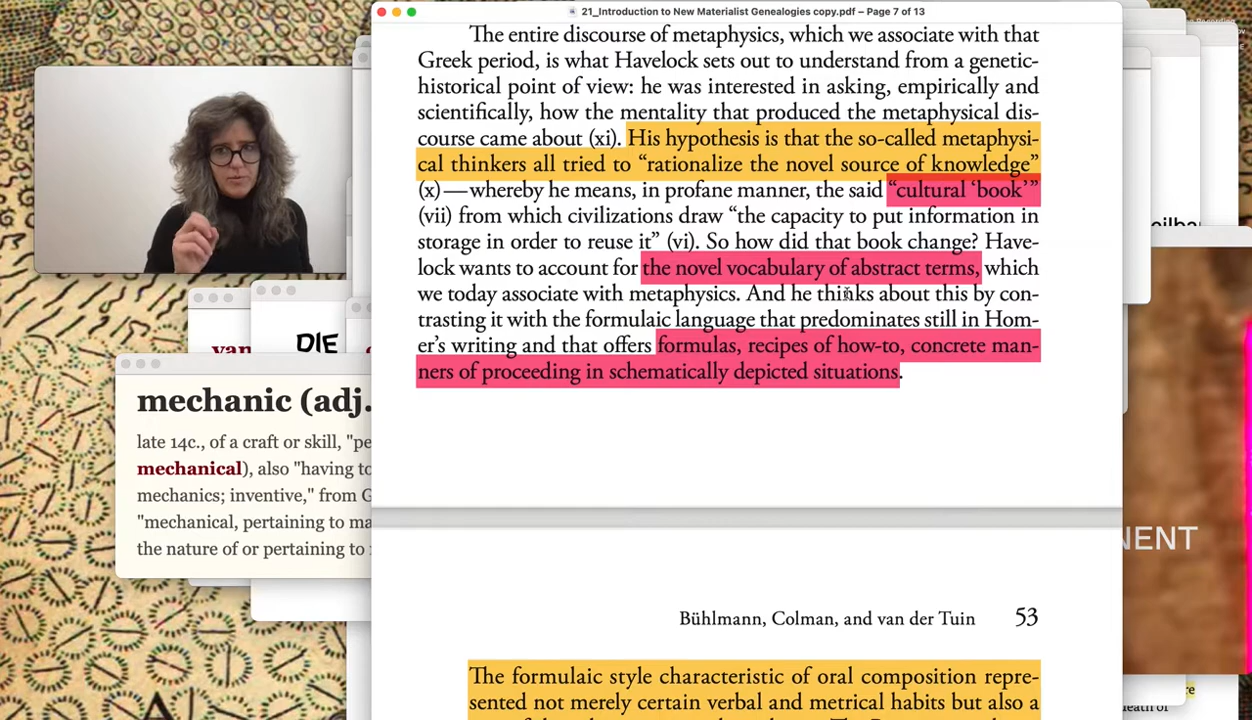 21_Introduction to New Materialist Genealogies copy.pdf – Page 7 of 13
The entire discourse of metaphysics, which we associate with that
Greek period, is what Havelock sets out to understand from a genetic-
historical point of view: he was interested in asking, empirically and
scientifically, how the mentality that produced the metaphysical dis-
course came about (xi). His hypothesis is that the so-called metaphysi-
cal thinkers all tried to “rationalize the novel source of knowledge”
(x)—whereby he means, in profane manner, the said “cultural ‘book’”
(vii) from which civilizations draw “the capacity to put information in
storage in order to reuse it” (vi). So how did that book change? Have-
lock wants to account for the novel vocabulary of abstract terms, which
we today associate with metaphysics. And he thinks about this by con-
trasting it with the formulaic language that predominates still in Hom-
er’s writing and that offers formulas, recipes of how-to, concrete man-
ners of proceeding in schematically depicted situations.
Bühlmann, Colman, and van der Tuin 53
The formulaic style characteristic of oral composition repre-
sented not merely certain verbal and metrical habits but also a
van
DIE
mechanic (adj.
late 14c., of a craft or skill, "pe
mechanical), also "having to
mechanics; inventive," from G
"mechanical, pertaining to ma
the nature of or pertaining to
eilba
NENT
re
death of